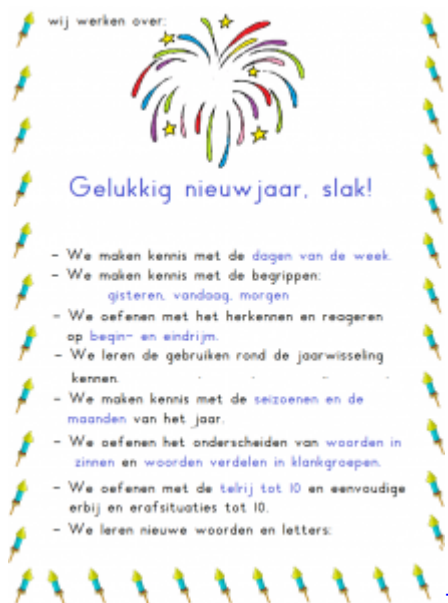 wij werken over:
Gelukkig nieuwjaar, slak!
- We maken kennis met de dagen van de week.
- We maken kennis met de begrippen:
gisteren, vandaag, morgen
- We oefenen met het herkennen en reageren
op begin- en eindrijm.
- We leren de gebruiken rond de jaarwisseling
kennen.
- We maken kennis met de seizoenen en de
maanden van het jaar.
- We oefenen het onderscheiden van woorden in
zinnen en woorden verdelen in klankgroepen.
- We oefenen met de telrij tot 10 en eenvoudige
erbij en erafsituaties tot 10.
- We leren nieuwe woorden en letters: